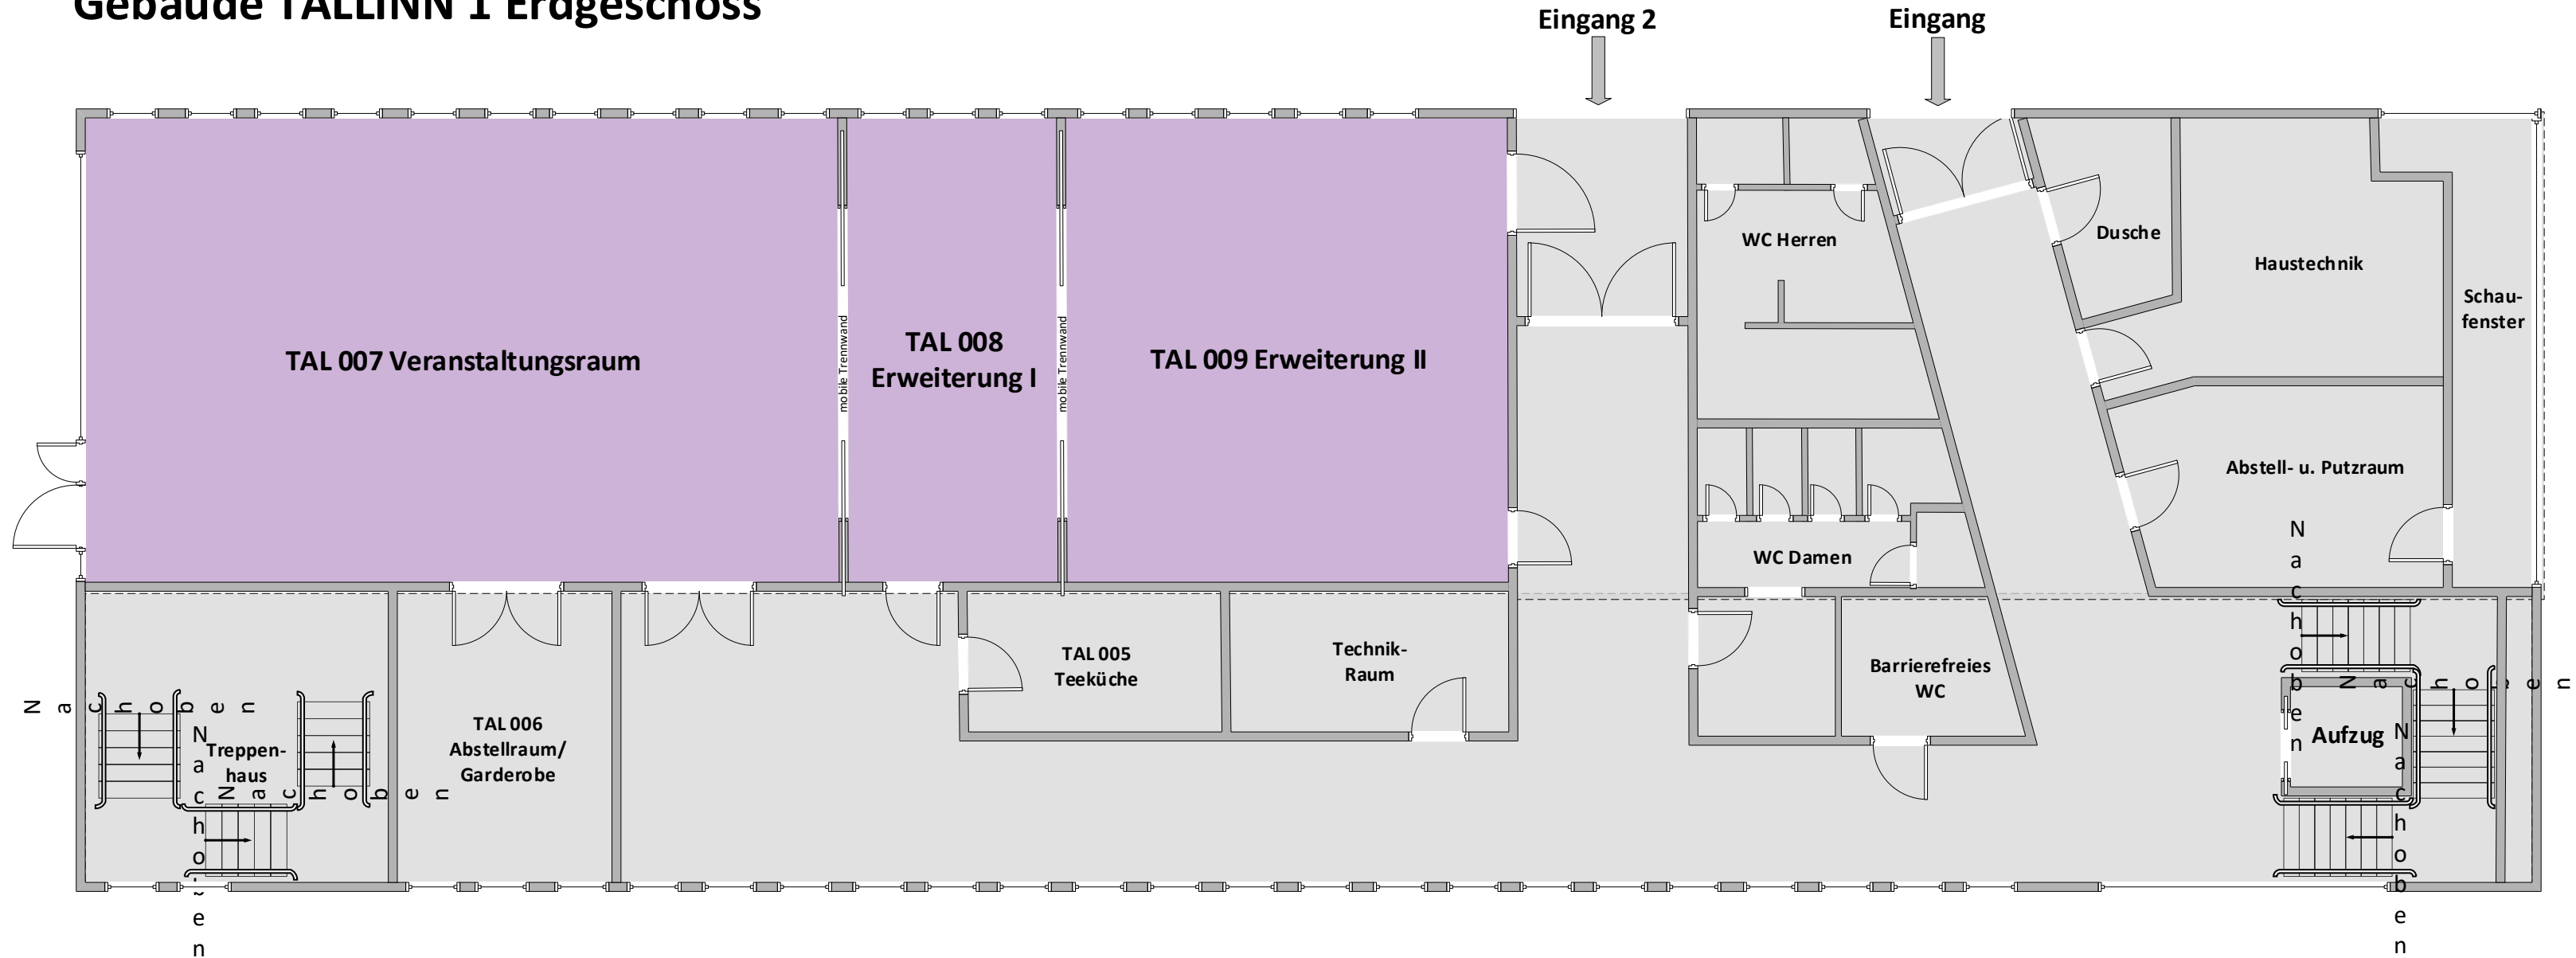 Gebäude TALLINN 1 Erdgeschoss
Eingang 2
Eingang
TAL 007 Veranstaltungsraum
mobile Trennwand
TAL 008
Erweiterung I
mobile Trennwand
TAL 009 Erweiterung II
WC Herren
Dusche
Haustechnik
Schau-
fenster
Abstell- u. Putzraum
WC Damen
TAL 005
Teeküche
Technik-
Raum
Barrierefreies
WC
TAL 006
Abstellraum/
Garderobe
Treppen-
haus
Nach oben
Nach oben
Nach oben
Aufzug
Nach oben
Nach oben
Nach oben